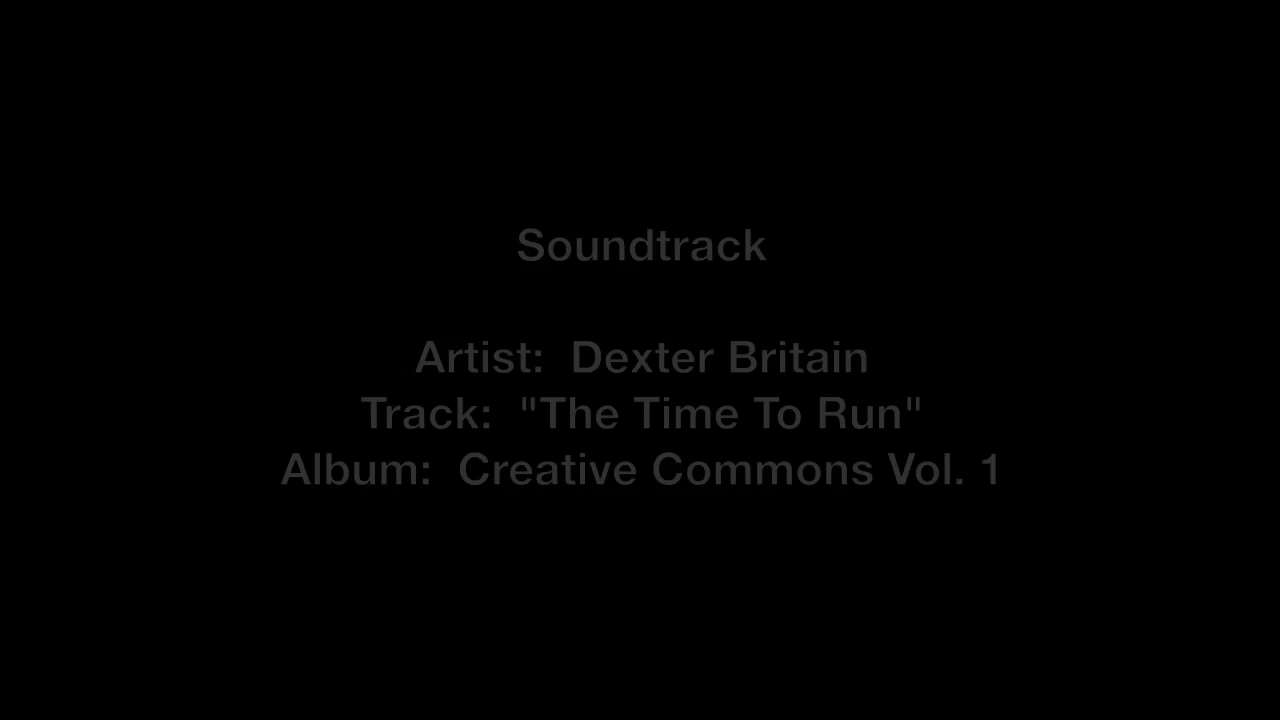 Soundtrack
Artist:  Dexter Britain
Track:  "The Time To Run"
Album:  Creative Commons Vol. 1